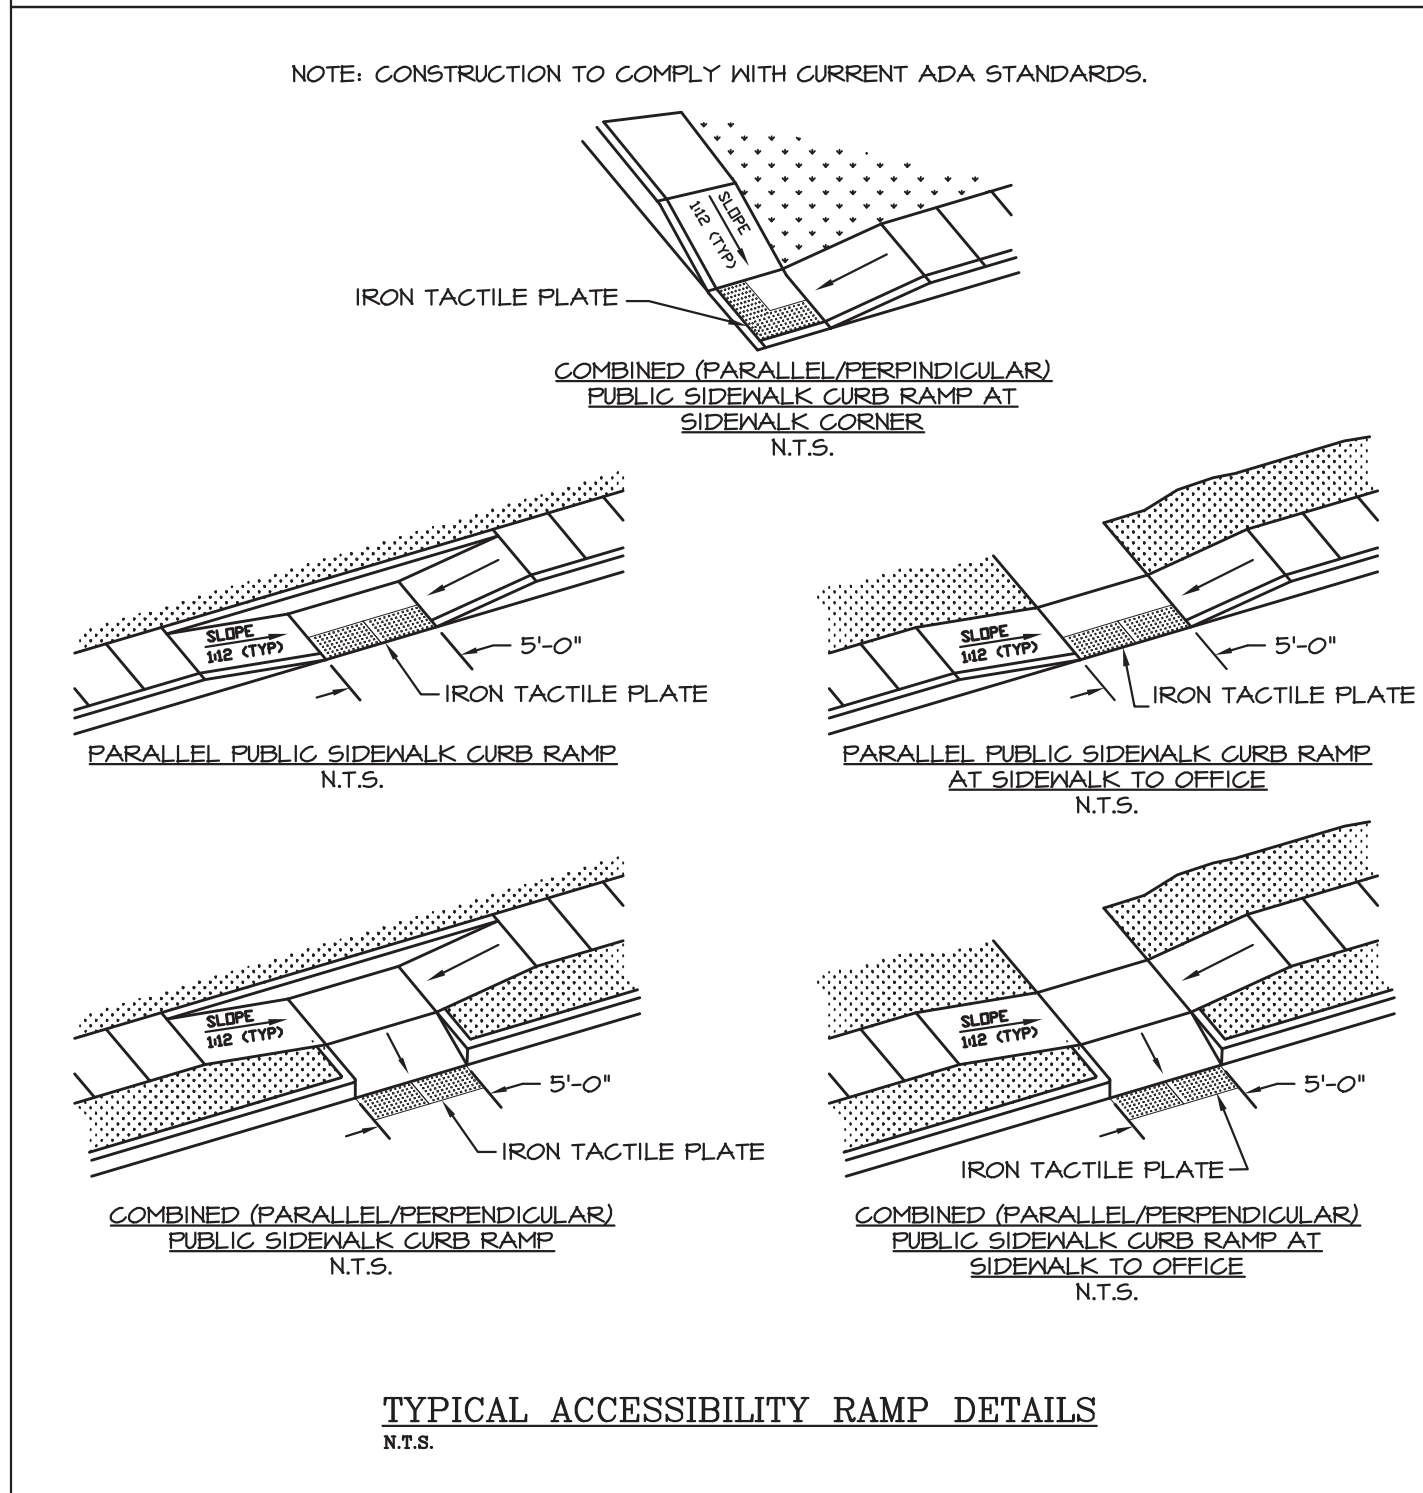 NOTE: CONSTRUCTION TO COMPLY WITH CURRENT ADA STANDARDS.
SLOPE
1:12 (TYP)
IRON TACTILE PLATE
COMBINED (PARALLEL/PERPINDICULAR)
PUBLIC SIDEWALK CURB RAMP AT
SIDEWALK CORNER
N.T.S.
SLOPE
1:12 (TYP)
5'-0"
IRON TACTILE PLATE
PARALLEL PUBLIC SIDEWALK CURB RAMP
N.T.S.
SLOPE
1:12 (TYP)
5'-0"
IRON TACTILE PLATE
PARALLEL PUBLIC SIDEWALK CURB RAMP
AT SIDEWALK TO OFFICE
N.T.S.
SLOPE
1:12 (TYP)
5'-0"
IRON TACTILE PLATE
COMBINED (PARALLEL/PERPENDICULAR)
PUBLIC SIDEWALK CURB RAMP
N.T.S.
SLOPE
1:12 (TYP)
5'-0"
IRON TACTILE PLATE
COMBINED (PARALLEL/PERPENDICULAR)
PUBLIC SIDEWALK CURB RAMP AT
SIDEWALK TO OFFICE
N.T.S.
TYPICAL ACCESSIBILITY RAMP DETAILS
N.T.S.